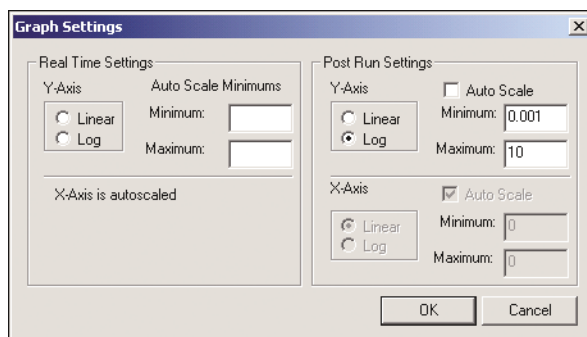 Graph Settings
Real Time Settings
Y-Axis
Auto Scale Minimums
Linear
Log
Minimum:
Maximum:
X-Axis is autoscaled
Post Run Settings
Y-Axis
Auto Scale
Linear
Log
Minimum: 0.001
Maximum: 10
X-Axis
Auto Scale
Linear
Log
Minimum: 0
Maximum: 0
OK
Cancel